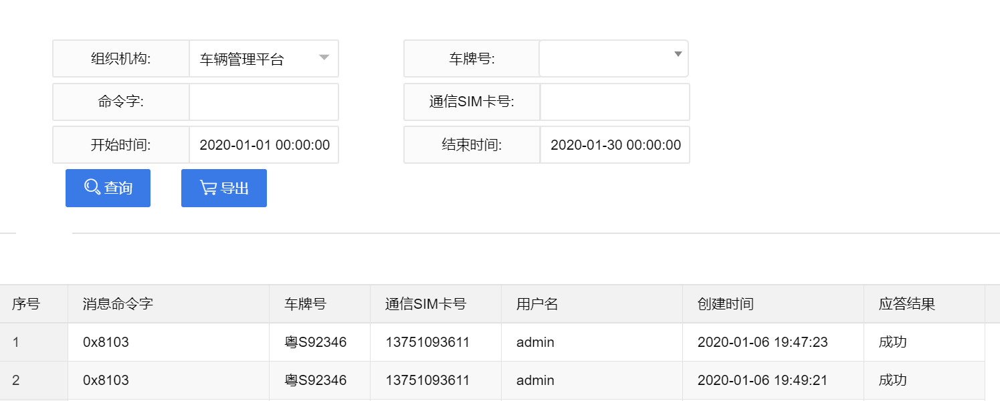 组织机构: 车辆管理平台 车牌号:
命令字: 通信SIM卡号:
开始时间: 2020-01-01 00:00:00 结束时间: 2020-01-30 00:00:00
查询 导出
序号 消息命令字 车牌号 通信SIM卡号 用户名 创建时间 应答结果
1 0x8103 粤S92346 13751093611 admin 2020-01-06 19:47:23 成功
2 0x8103 粤S92346 13751093611 admin 2020-01-06 19:49:21 成功